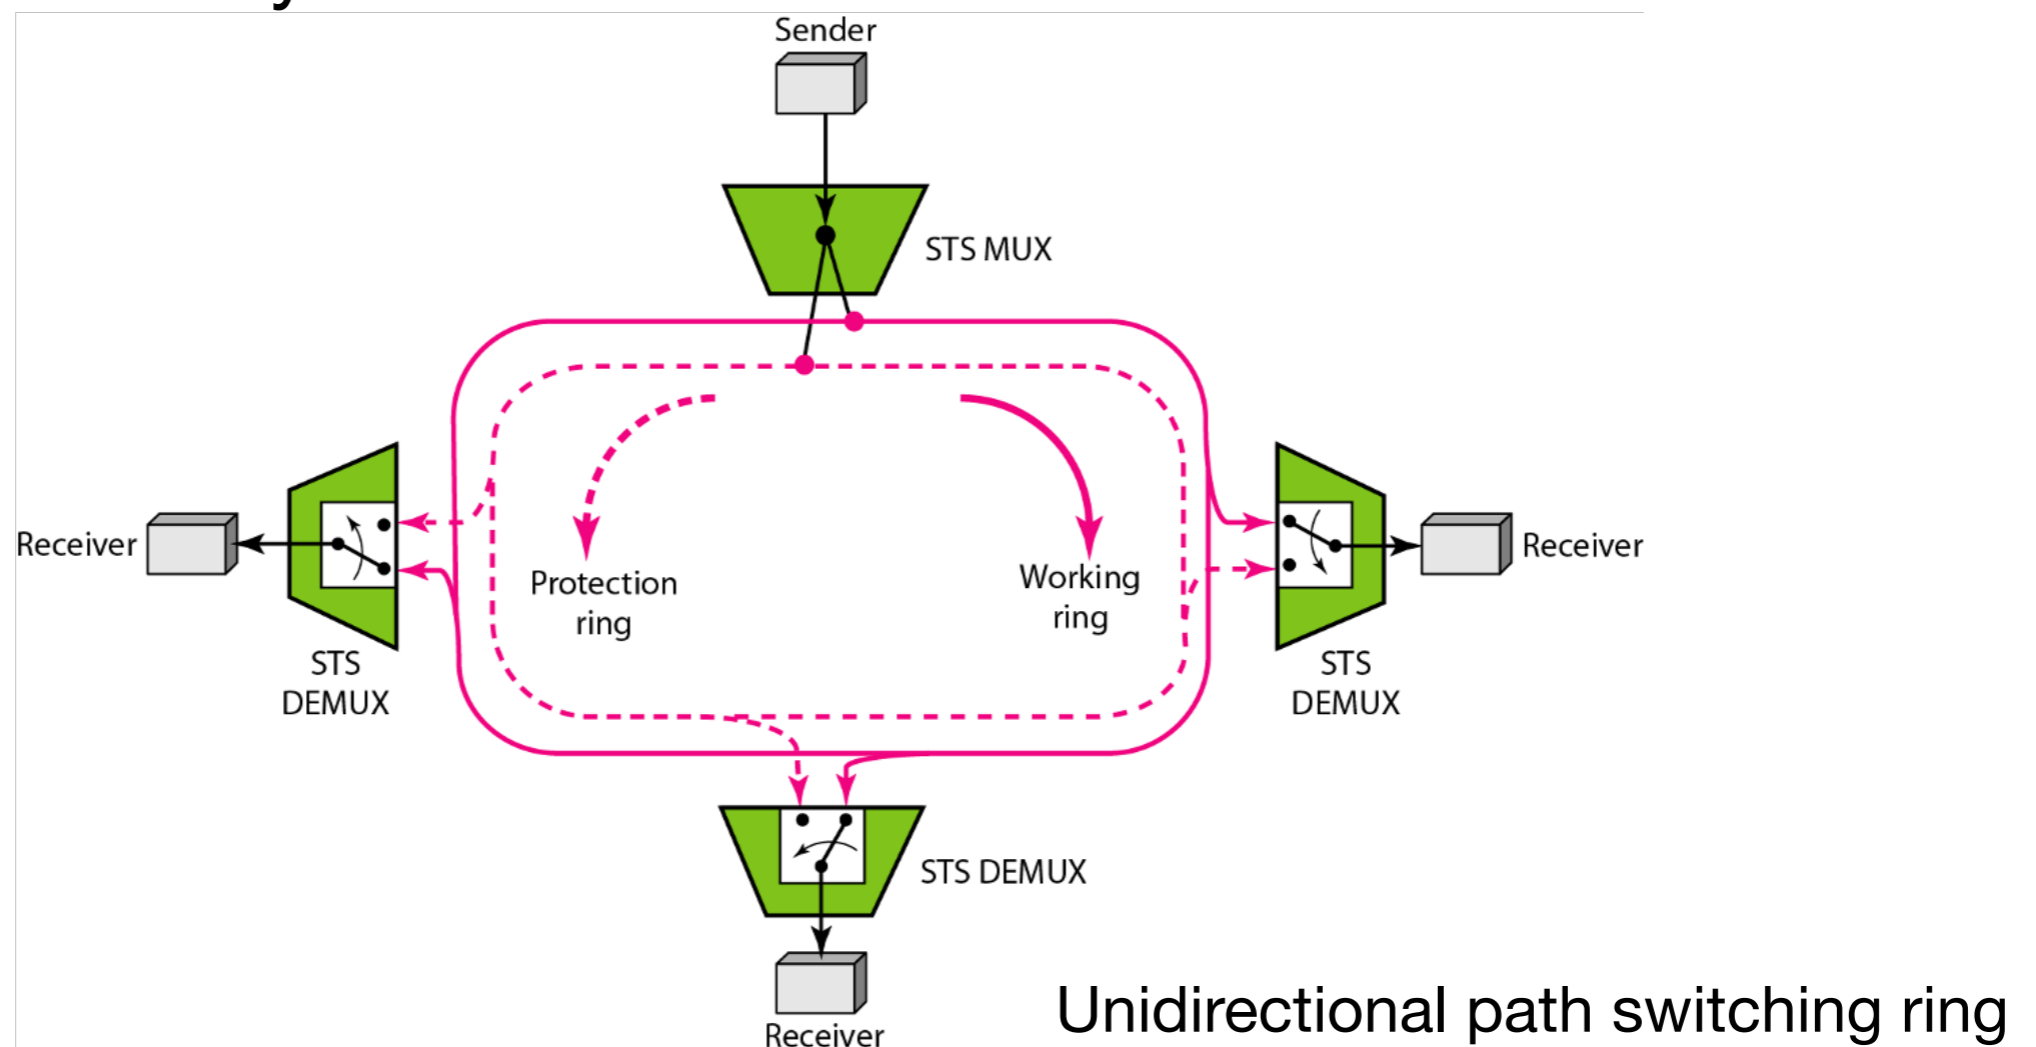 Sender
STS MUX
Receiver
Protection
ring
Working
ring
Receiver
STS
DEMUX
STS
DEMUX
STS DEMUX
Receiver
Unidirectional path switching ring